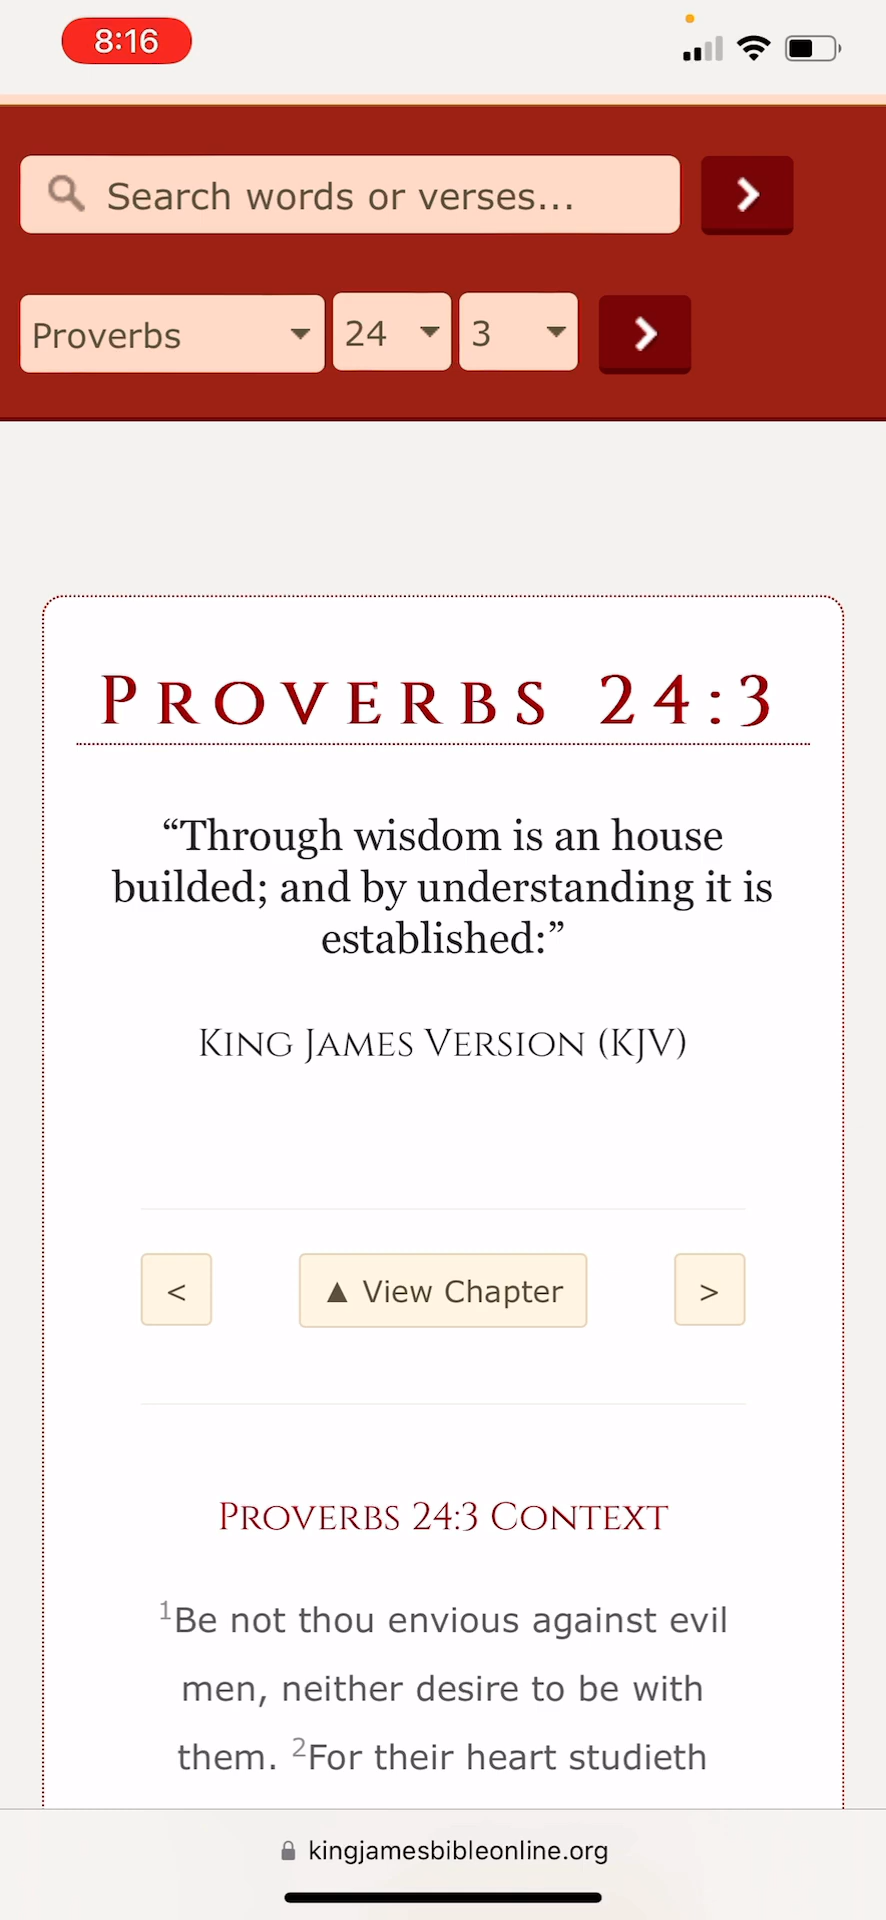 8:16
Search words or verses...
Proverbs 24 3
PROVERBS 24:3
“Through wisdom is an house
builded; and by understanding it is
established:”
KING JAMES VERSION (KJV)
< ▲ View Chapter >
PROVERBS 24:3 CONTEXT
1Be not thou envious against evil
men, neither desire to be with
them. 2For their heart studieth
kingjamesbibleonline.org